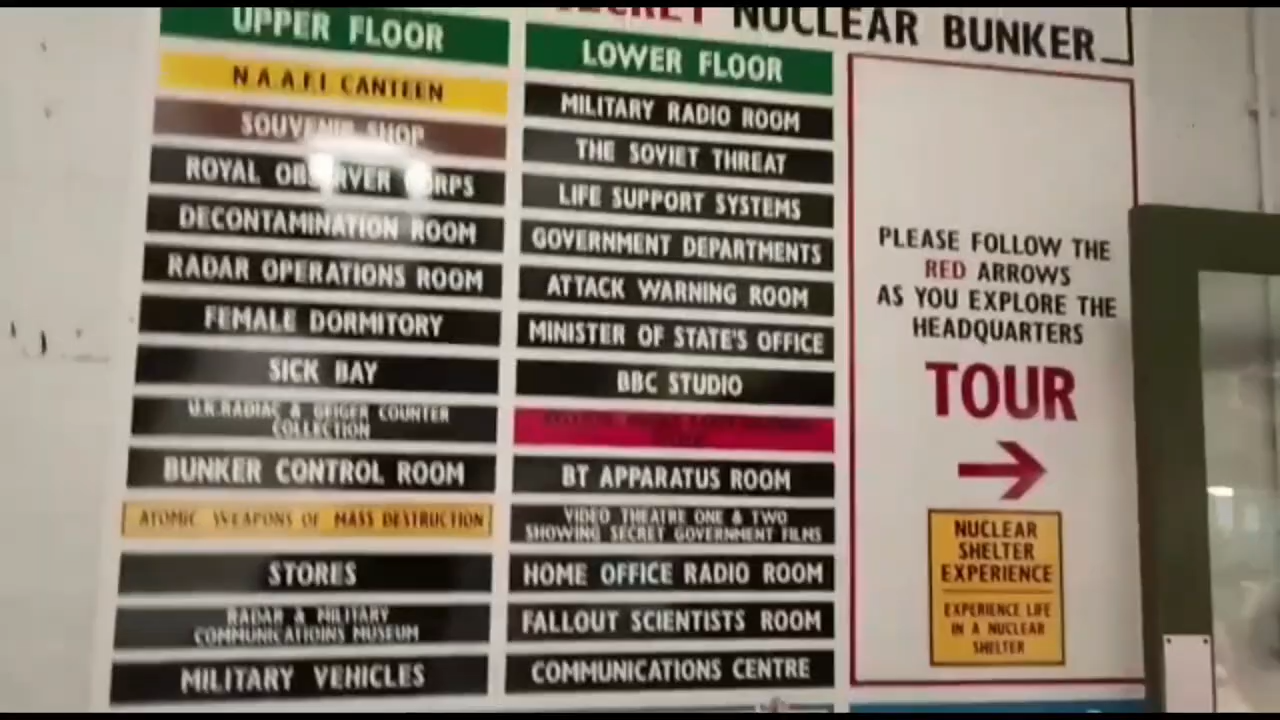 SECRET NUCLEAR BUNKER
UPPER FLOOR
N.A.A.F.I. CANTEEN
SOUVENIR SHOP
ROYAL OBSERVER CORPS
DECONTAMINATION ROOM
RADAR OPERATIONS ROOM
FEMALE DORMITORY
SICK BAY
U.K.RADIAC & GEIGER COUNTER
COLLECTION
BUNKER CONTROL ROOM
ATOMIC WEAPONS OF MASS DESTRUCTION
STORES
RADAR & MILITARY
COMMUNICATIOINS MUSEUM
MILITARY VEHICLES
LOWER FLOOR
MILITARY RADIO ROOM
THE SOVIET THREAT
LIFE SUPPORT SYSTEMS
GOVERNMENT DEPARTMENTS
ATTACK WARNING ROOM
MINISTER OF STATE'S OFFICE
BBC STUDIO
BT APPARATUS ROOM
VIDEO THEATRE ONE & TWO
SHOWING SECRET GOVERNMENT FILMS
HOME OFFICE RADIO ROOM
FALLOUT SCIENTISTS ROOM
COMMUNICATIONS CENTRE
PLEASE FOLLOW THE
RED ARROWS
AS YOU EXPLORE THE
HEADQUARTERS
TOUR
NUCLEAR
SHELTER
EXPERIENCE
EXPERIENCE LIFE
IN A NUCLEAR
SHELTER